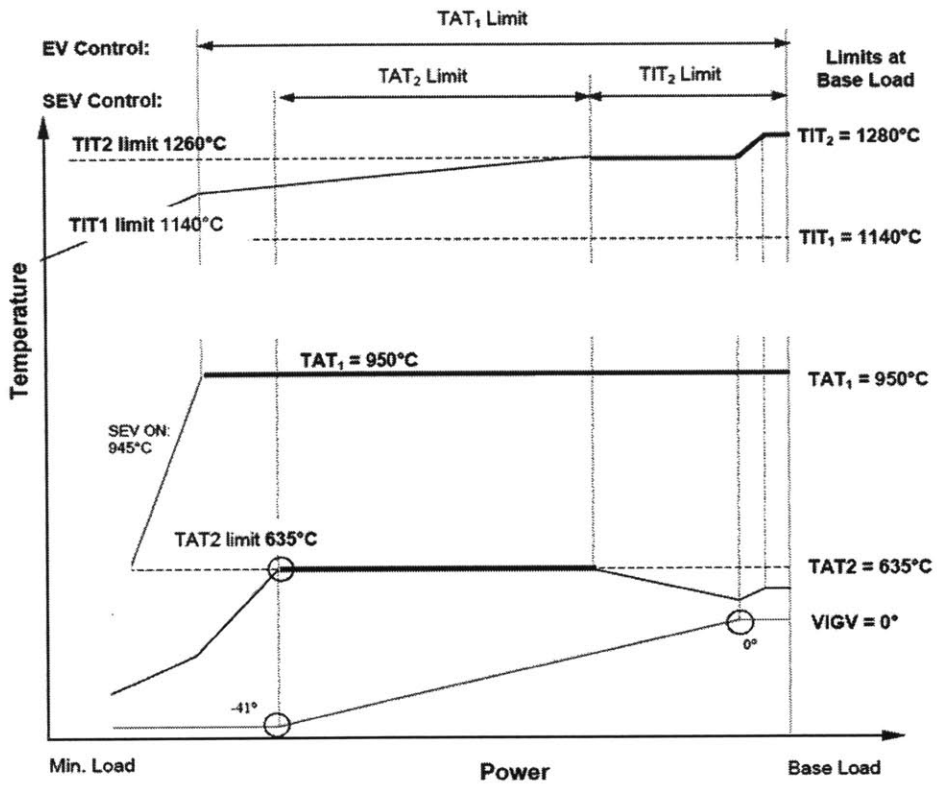 TAT₁ Limit
EV Control:
Limits at
Base Load
TAT₂ Limit
TIT₂ Limit
SEV Control:
TIT2 limit 1260°C
TIT₂ = 1280°C
TIT1 limit 1140°C
TIT₁ = 1140°C
Temperature
TAT₁ = 950°C
TAT₁ = 950°C
SEV ON:
945°C
TAT2 limit 635°C
TAT2 = 635°C
VIGV = 0°
0°
-41°
Min. Load
Power
Base Load